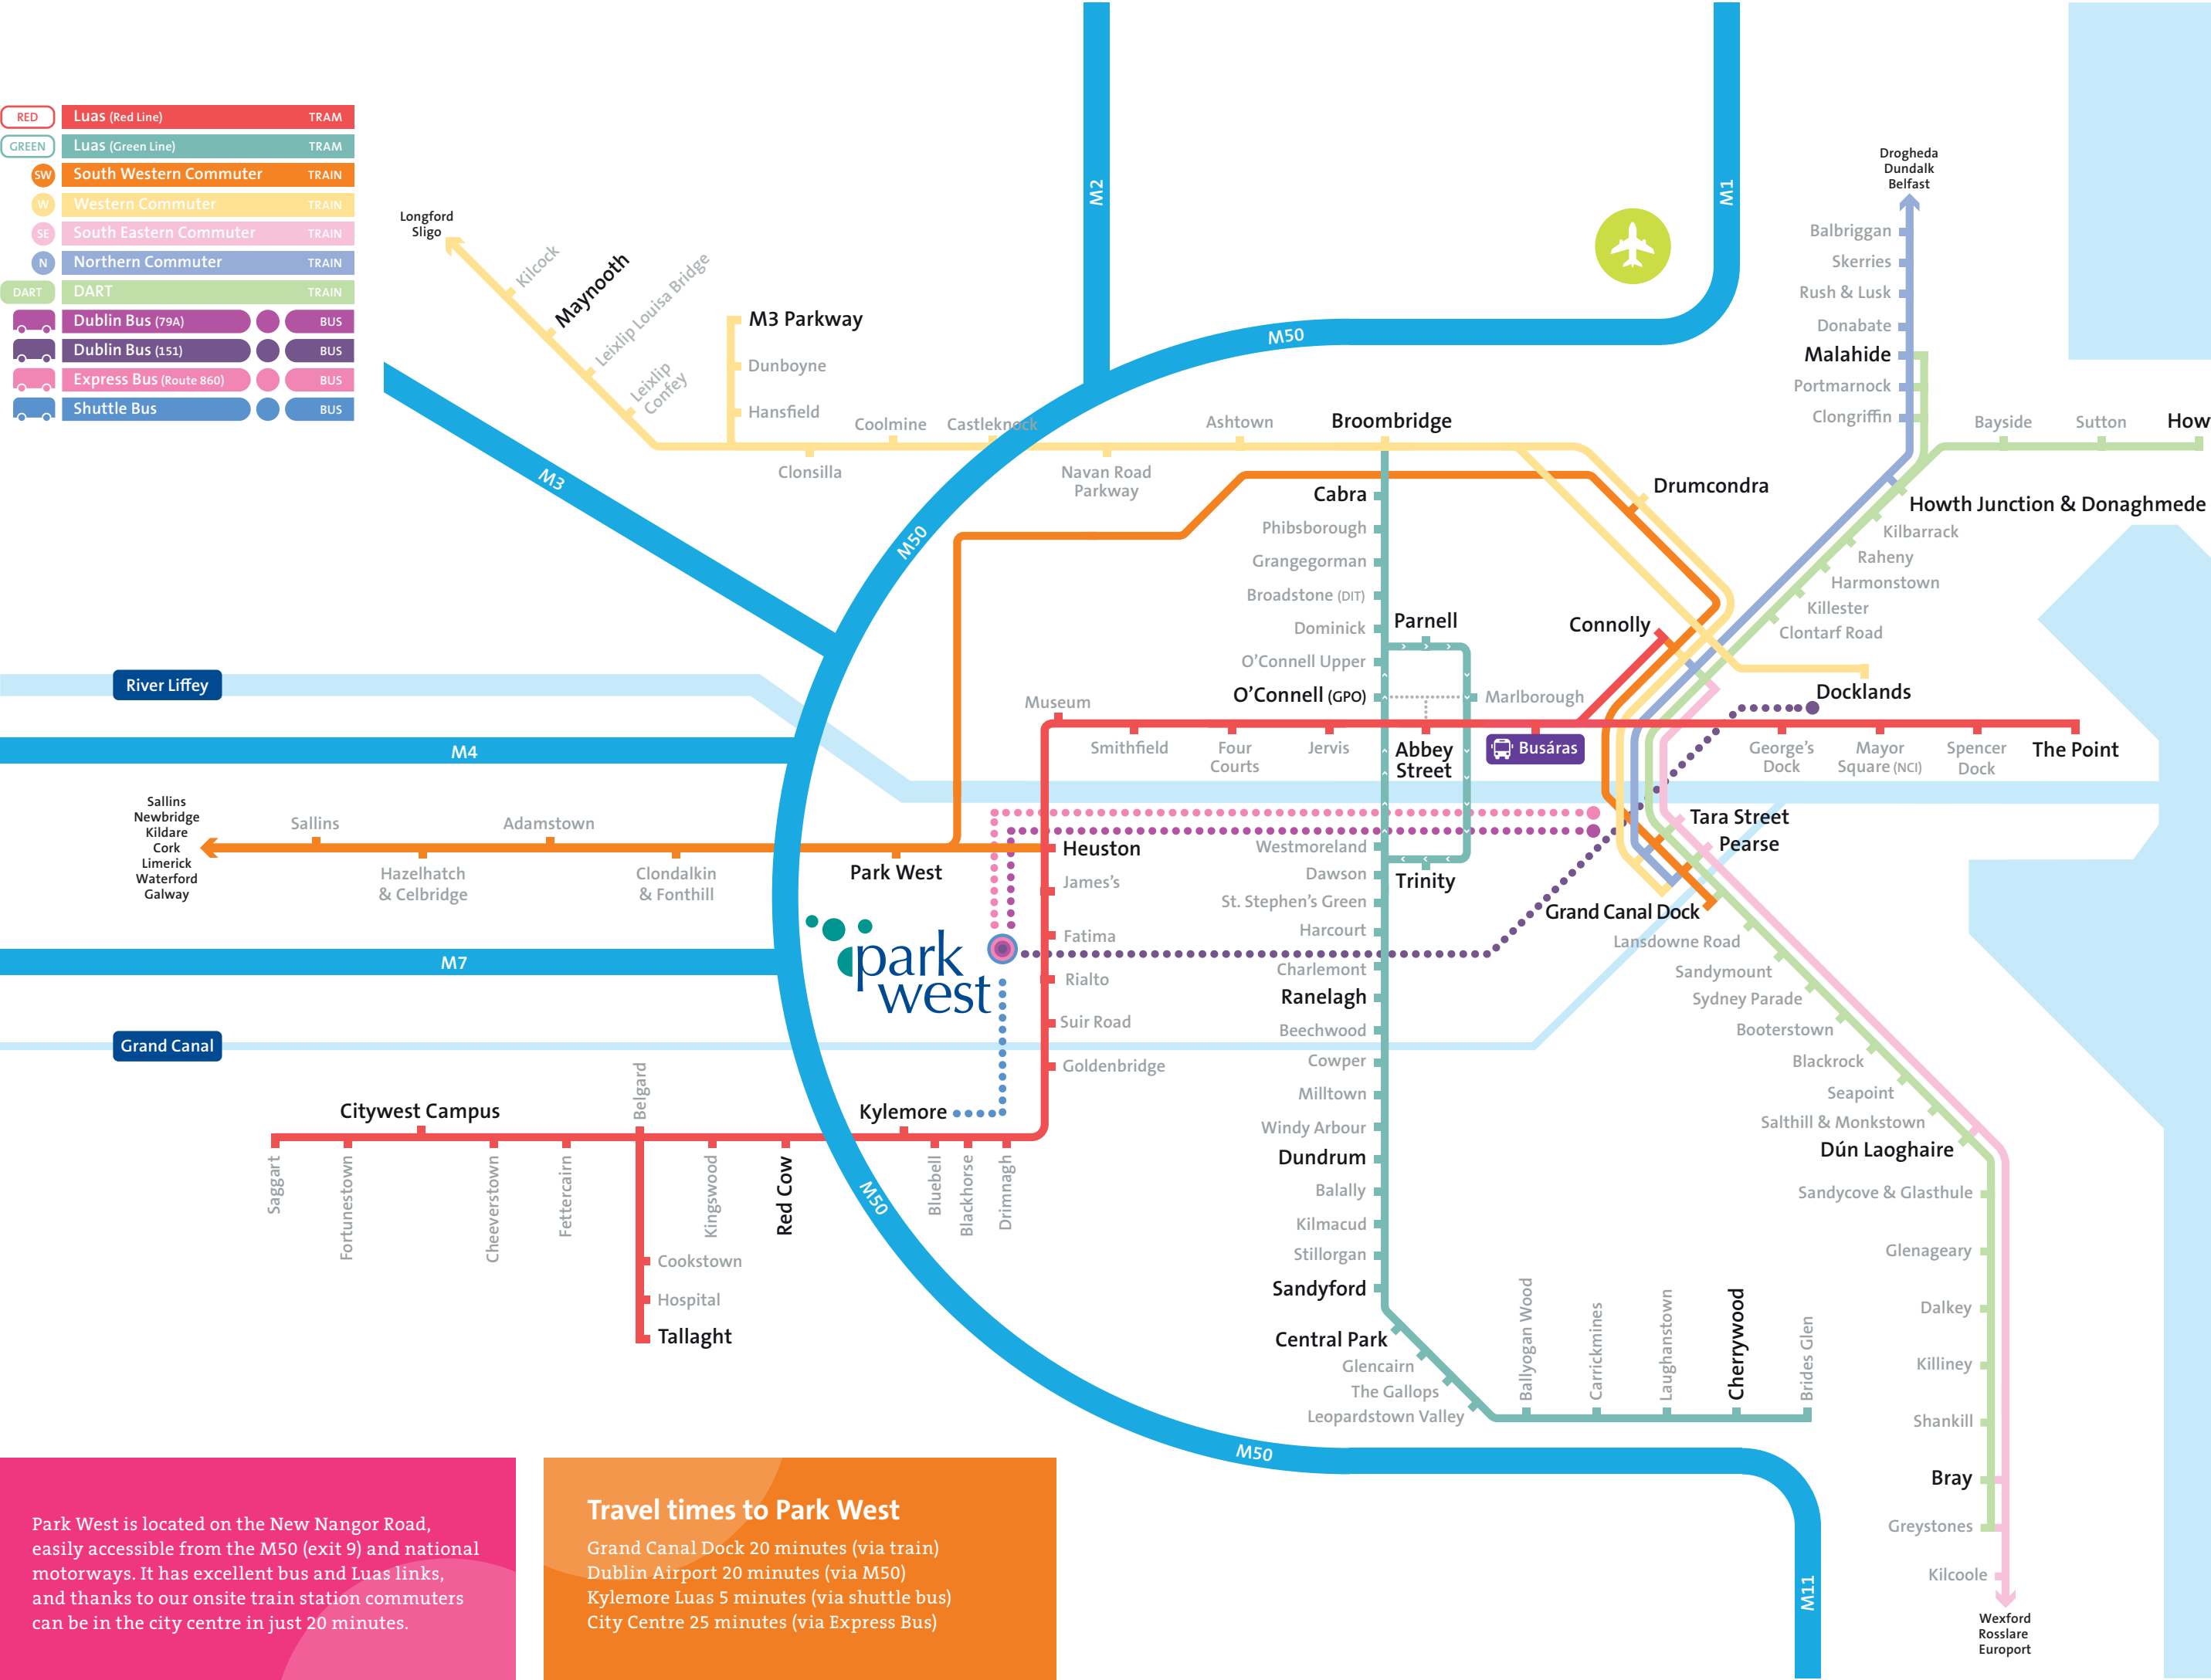 RED Luas (Red Line) TRAM
GREEN Luas (Green Line) TRAM
SW South Western Commuter TRAIN
W Western Commuter TRAIN
SE South Eastern Commuter TRAIN
N Northern Commuter TRAIN
DART DART TRAIN
Dublin Bus (79A) BUS
Dublin Bus (151) BUS
Express Bus (Route 860) BUS
Shuttle Bus BUS
M2
M1
M50
M3
M50
Longford
Sligo
Kilcock
Maynooth
Leixlip Louisa Bridge
Leixlip
Confey
M3 Parkway
Dunboyne
Hansfield
Clonsilla
Coolmine
Castleknock
Navan Road
Parkway
Ashtown
Broombridge
Drumcondra
Drogheda
Dundalk
Belfast
Balbriggan
Skerries
Rush & Lusk
Donabate
Malahide
Portmarnock
Clongriffin
Bayside
Sutton
How
Howth Junction & Donaghmede
Kilbarrack
Raheny
Harmonstown
Killester
Clontarf Road
Connolly
Docklands
Cabra
Phibsborough
Grangegorman
Broadstone (DIT)
Dominick
Parnell
O'Connell Upper
O'Connell (GPO)
Marlborough
River Liffey
M4
Museum
Smithfield
Four
Courts
Jervis
Abbey
Street
Busáras
George's
Dock
Mayor
Square (NCI)
Spencer
Dock
The Point
Sallins
Newbridge
Kildare
Cork
Limerick
Waterford
Galway
Sallins
Hazelhatch
& Celbridge
Adamstown
Clondalkin
& Fonthill
Park West
Heuston
James's
Fatima
Rialto
Suir Road
Goldenbridge
park
west
M7
Grand Canal
Westmoreland
Trinity
Dawson
St. Stephen's Green
Harcourt
Charlemont
Ranelagh
Beechwood
Cowper
Milltown
Windy Arbour
Dundrum
Balally
Kilmacud
Stillorgan
Sandyford
Central Park
Glencairn
The Gallops
Leopardstown Valley
Ballyogan Wood
Carrickmines
Laughanstown
Cherrywood
Brides Glen
Tara Street
Pearse
Grand Canal Dock
Lansdowne Road
Sandymount
Sydney Parade
Booterstown
Blackrock
Seapoint
Salthill & Monkstown
Dún Laoghaire
Sandycove & Glasthule
Glenageary
Dalkey
Killiney
Shankill
Bray
Greystones
Kilcoole
Wexford
Rosslare
Europort
Saggart
Fortunestown
Citywest Campus
Cheeverstown
Fettercairn
Belgard
Kingswood
Red Cow
Kylemore
Bluebell
Blackhorse
Drimnagh
Cookstown
Hospital
Tallaght
M50
M50
M11
Park West is located on the New Nangor Road,
easily accessible from the M50 (exit 9) and national
motorways. It has excellent bus and Luas links,
and thanks to our onsite train station commuters
can be in the city centre in just 20 minutes.
Travel times to Park West
Grand Canal Dock 20 minutes (via train)
Dublin Airport 20 minutes (via M50)
Kylemore Luas 5 minutes (via shuttle bus)
City Centre 25 minutes (via Express Bus)